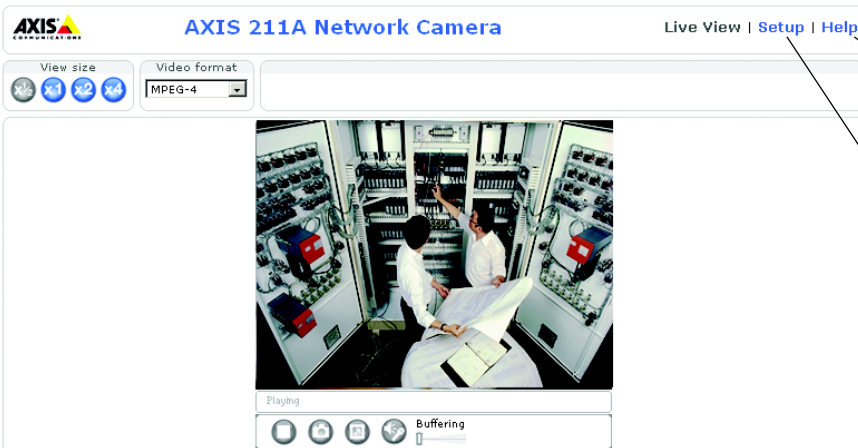 AXIS
COMMUNICATIONS
AXIS 211A Network Camera
Live View | Setup | Help
View size
x½ x1 x2 x4
Video format
MPEG-4
Playing
Buffering